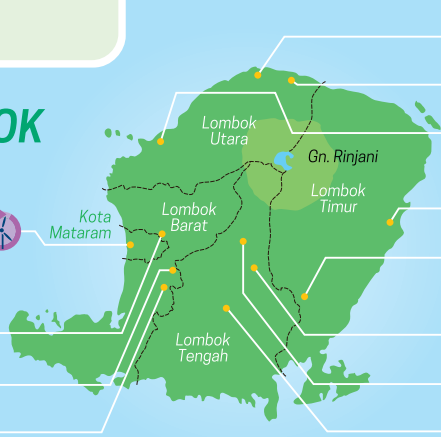 OK
Lombok
Utara
Gn. Rinjani
Lombok
Timur
Lombok
Barat
Kota
Mataram
Lombok
Tengah